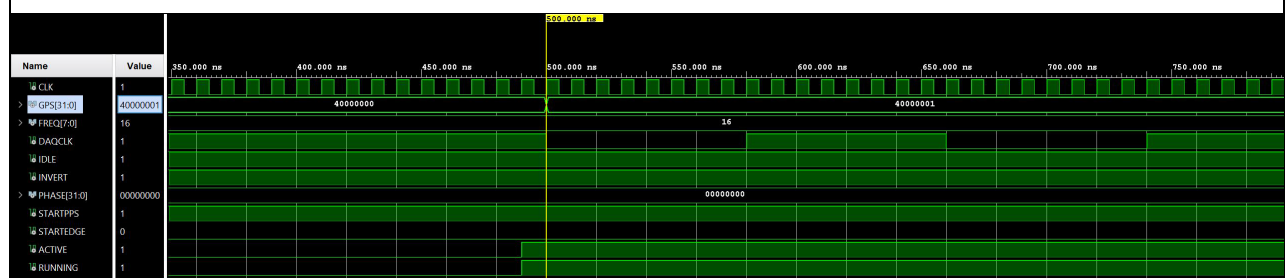 500,000 ns
Name Value 350,000 ns 400,000 ns 450,000 ns 500,000 ns 550,000 ns 600,000 ns 650,000 ns 700,000 ns 750,000 ns
CLK 1
GPS[31:0] 40000001 40000000 40000001
FREQ[7:0] 16 16
DAQCLK 1
IDLE 1
INVERT 1
PHASE[31:0] 00000000 00000000
STARTPPS 1
STARTEDGE 0
ACTIVE 1
RUNNING 1